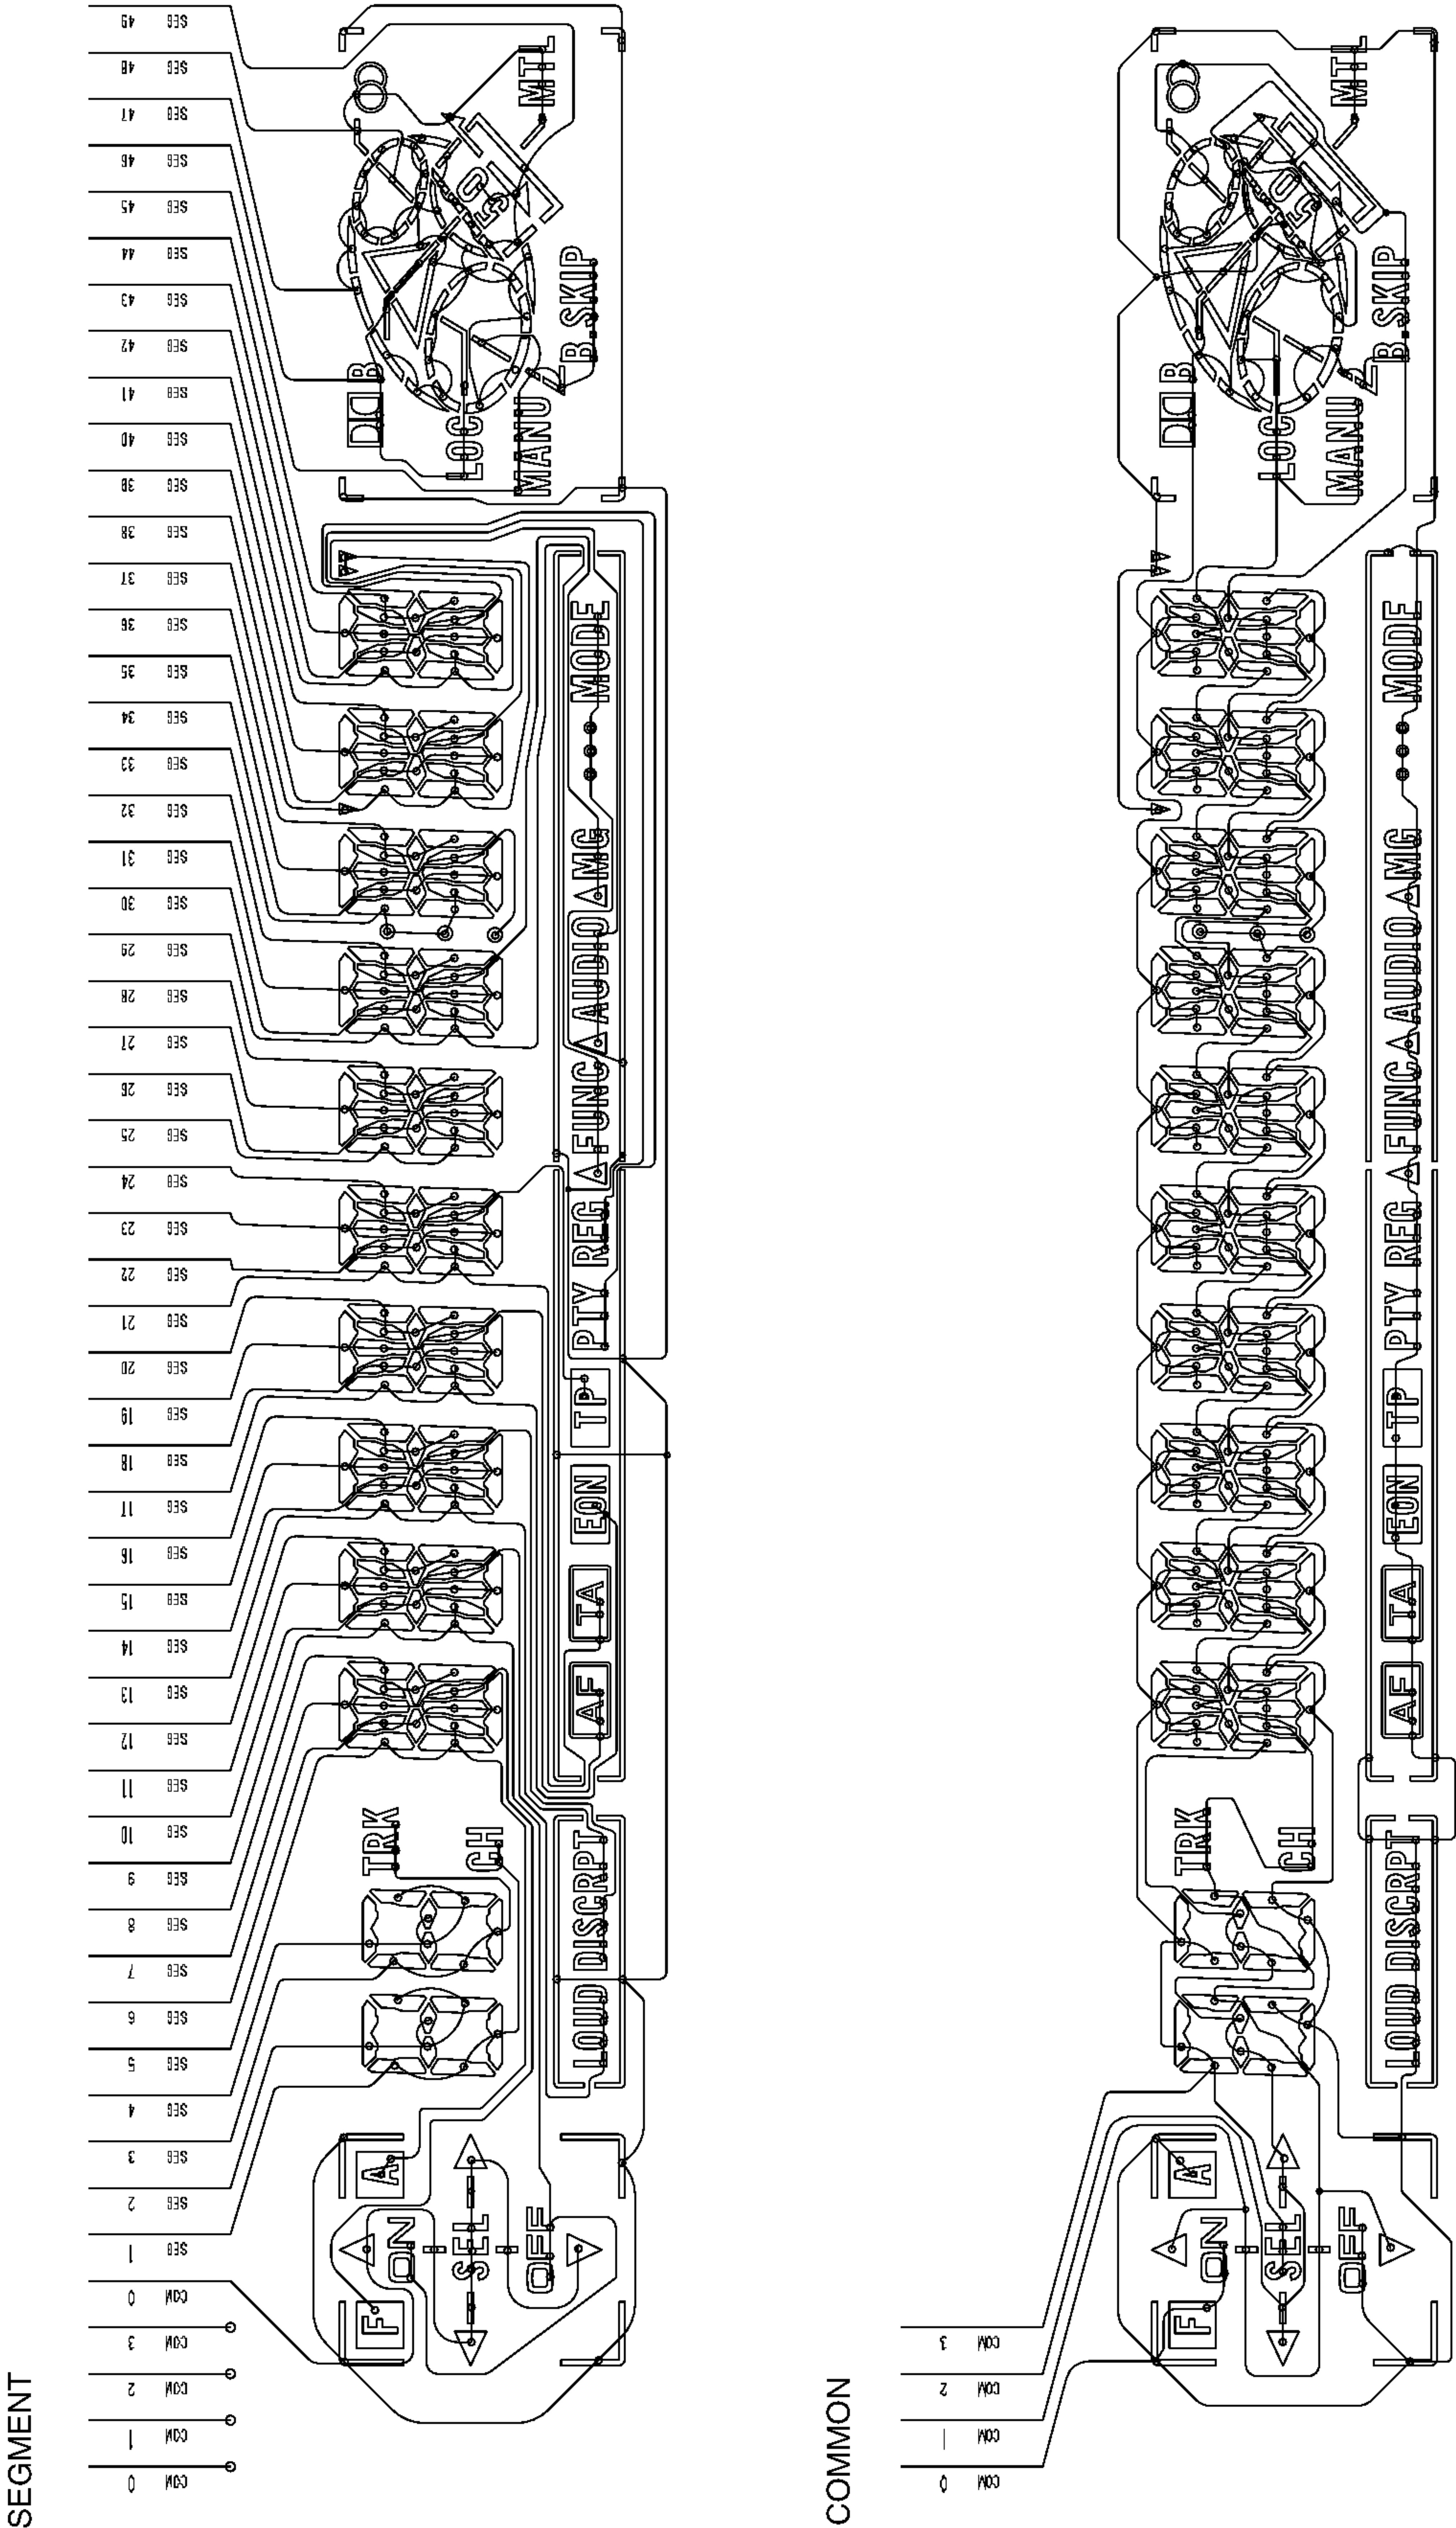 SEGMENT
COM 0
COM 1
COM 2
COM 3
COM 0
SEG 1
SEG 2
SEG 3
SEG 4
SEG 5
SEG 6
SEG 7
SEG 8
SEG 9
SEG 10
SEG 11
SEG 12
SEG 13
SEG 14
SEG 15
SEG 16
SEG 17
SEG 18
SEG 19
SEG 20
SEG 21
SEG 22
SEG 23
SEG 24
SEG 25
SEG 26
SEG 27
SEG 28
SEG 29
SEG 30
SEG 31
SEG 32
SEG 33
SEG 34
SEG 35
SEG 36
SEG 37
SEG 38
SEG 39
SEG 40
SEG 41
SEG 42
SEG 43
SEG 44
SEG 45
SEG 46
SEG 47
SEG 48
SEG 49
F A TRK B
ON
SEL CH LOC
OFF MANU MTL
LOUD DISCRPT AF TA EON TP PTY REG FUNC AUDIO MG MODE B.SKIP
COMMON
COM 0
COM 1
COM 2
COM 3
F A TRK B
ON
SEL CH LOC
OFF MANU MTL
LOUD DISCRPT AF TA EON TP PTY REG FUNC AUDIO MG MODE B.SKIP